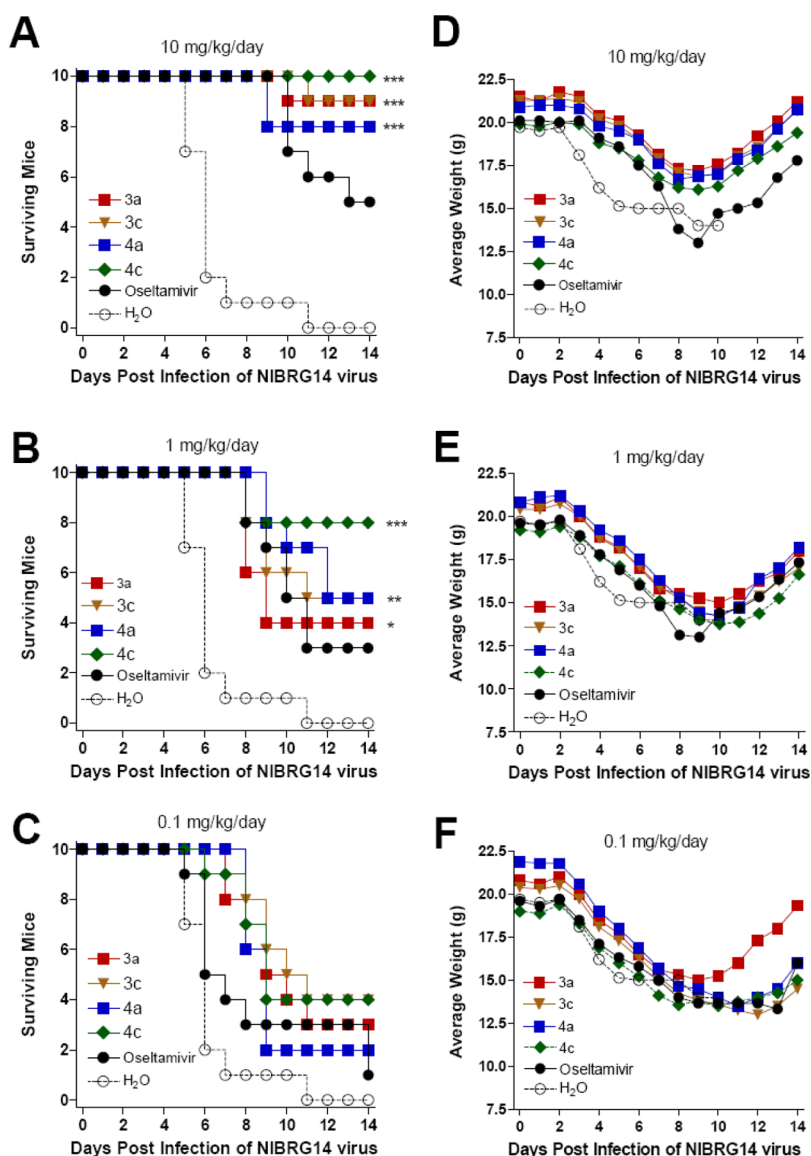 A
10 mg/kg/day
Surviving Mice
10
8
6
4
2
0
***
***
***
3a
3c
4a
4c
Oseltamivir
H2O
0 2 4 6 8 10 12 14
Days Post Infection of NIBRG14 virus
D
10 mg/kg/day
Average Weight (g)
22.5
20.0
17.5
15.0
12.5
10.0
7.5
3a
3c
4a
4c
Oseltamivir
H2O
0 2 4 6 8 10 12 14
Days Post Infection of NIBRG14 virus
B
1 mg/kg/day
Surviving Mice
10
8
6
4
2
0
***
**
*
3a
3c
4a
4c
Oseltamivir
H2O
0 2 4 6 8 10 12 14
Days Post Infection of NIBRG14 virus
E
1 mg/kg/day
Average Weight (g)
22.5
20.0
17.5
15.0
12.5
10.0
7.5
3a
3c
4a
4c
Oseltamivir
H2O
0 2 4 6 8 10 12 14
Days Post Infection of NIBRG14 virus
C
0.1 mg/kg/day
Surviving Mice
10
8
6
4
2
0
3a
3c
4a
4c
Oseltamivir
H2O
0 2 4 6 8 10 12 14
Days Post Infection of NIBRG14 virus
F
0.1 mg/kg/day
Average Weight (g)
22.5
20.0
17.5
15.0
12.5
10.0
7.5
3a
3c
4a
4c
Oseltamivir
H2O
0 2 4 6 8 10 12 14
Days Post Infection of NIBRG14 virus